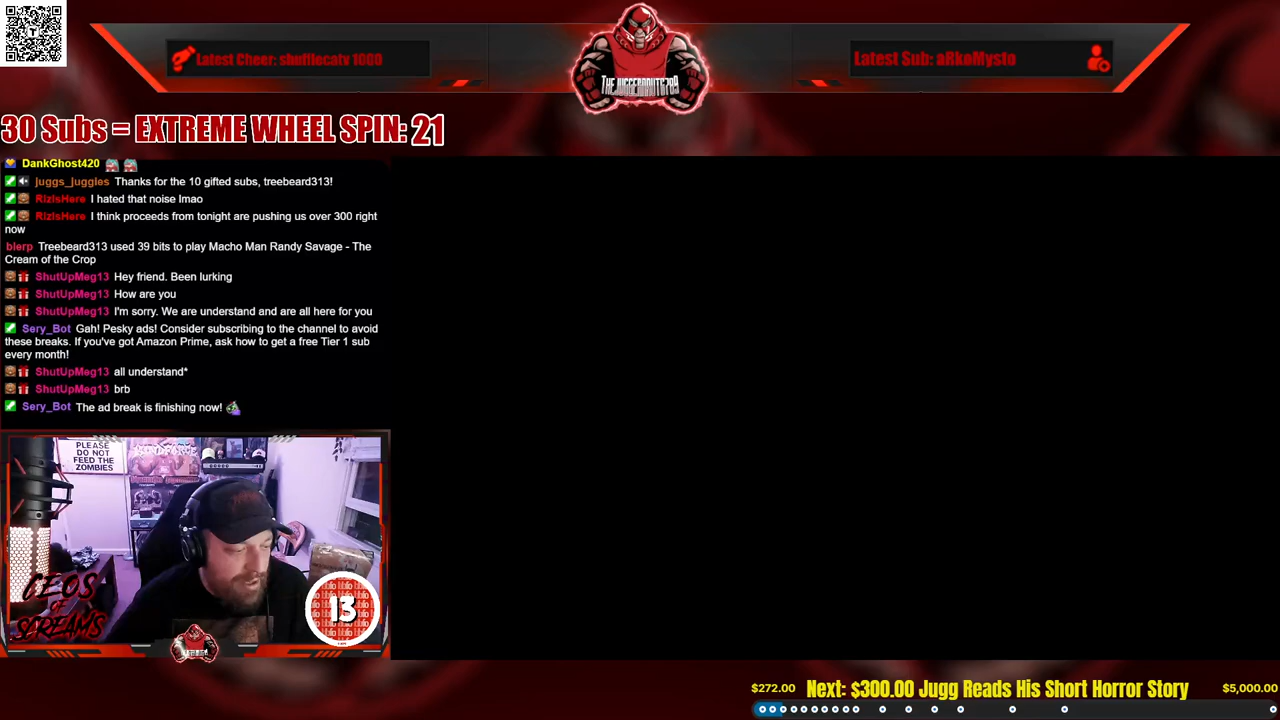 Latest Cheer: shufflecatv 1000
THEJUGGERNAUT6789
Latest Sub: aRkoMysto
30 Subs = EXTREME WHEEL SPIN: 21
DankGhost420
juggs_juggles Thanks for the 10 gifted subs, treebeard313!
RizIsHere I hated that noise lmao
RizIsHere I think proceeds from tonight are pushing us over 300 right
now
blerp Treebeard313 used 39 bits to play Macho Man Randy Savage - The
Cream of the Crop
ShutUpMeg13 Hey friend. Been lurking
ShutUpMeg13 How are you
ShutUpMeg13 I'm sorry. We are understand and are all here for you
Sery_Bot Gah! Pesky ads! Consider subscribing to the channel to avoid
these breaks. If you've got Amazon Prime, ask how to get a free Tier 1 sub
every month!
ShutUpMeg13 all understand*
ShutUpMeg13 brb
Sery_Bot The ad break is finishing now!
PLEASE
DO NOT
FEED THE
ZOMBIES
CEOS
OF
SCREAMS
13
$272.00 Next: $300.00 Jugg Reads His Short Horror Story $5,000.00